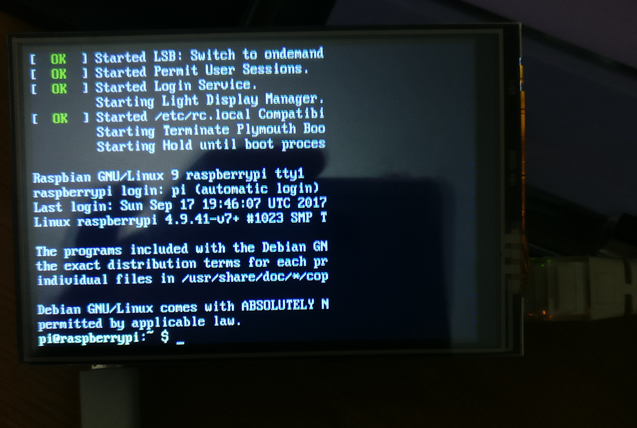 [  OK  ] Started LSB: Switch to ondemand
[  OK  ] Started Permit User Sessions.
[  OK  ] Started Login Service.
Starting Light Display Manager.
[  OK  ] Started /etc/rc.local Compatibi
Starting Terminate Plymouth Boo
Starting Hold until boot proces
Raspbian GNU/Linux 9 raspberrypi tty1
raspberrypi login: pi (automatic login)
Last login: Sun Sep 17 19:46:07 UTC 2017
Linux raspberrypi 4.9.41-v7+ #1023 SMP T
The programs included with the Debian GN
the exact distribution terms for each pr
individual files in /usr/share/doc/*/cop
Debian GNU/Linux comes with ABSOLUTELY N
permitted by applicable law.
pi@raspberrypi:~ $ _